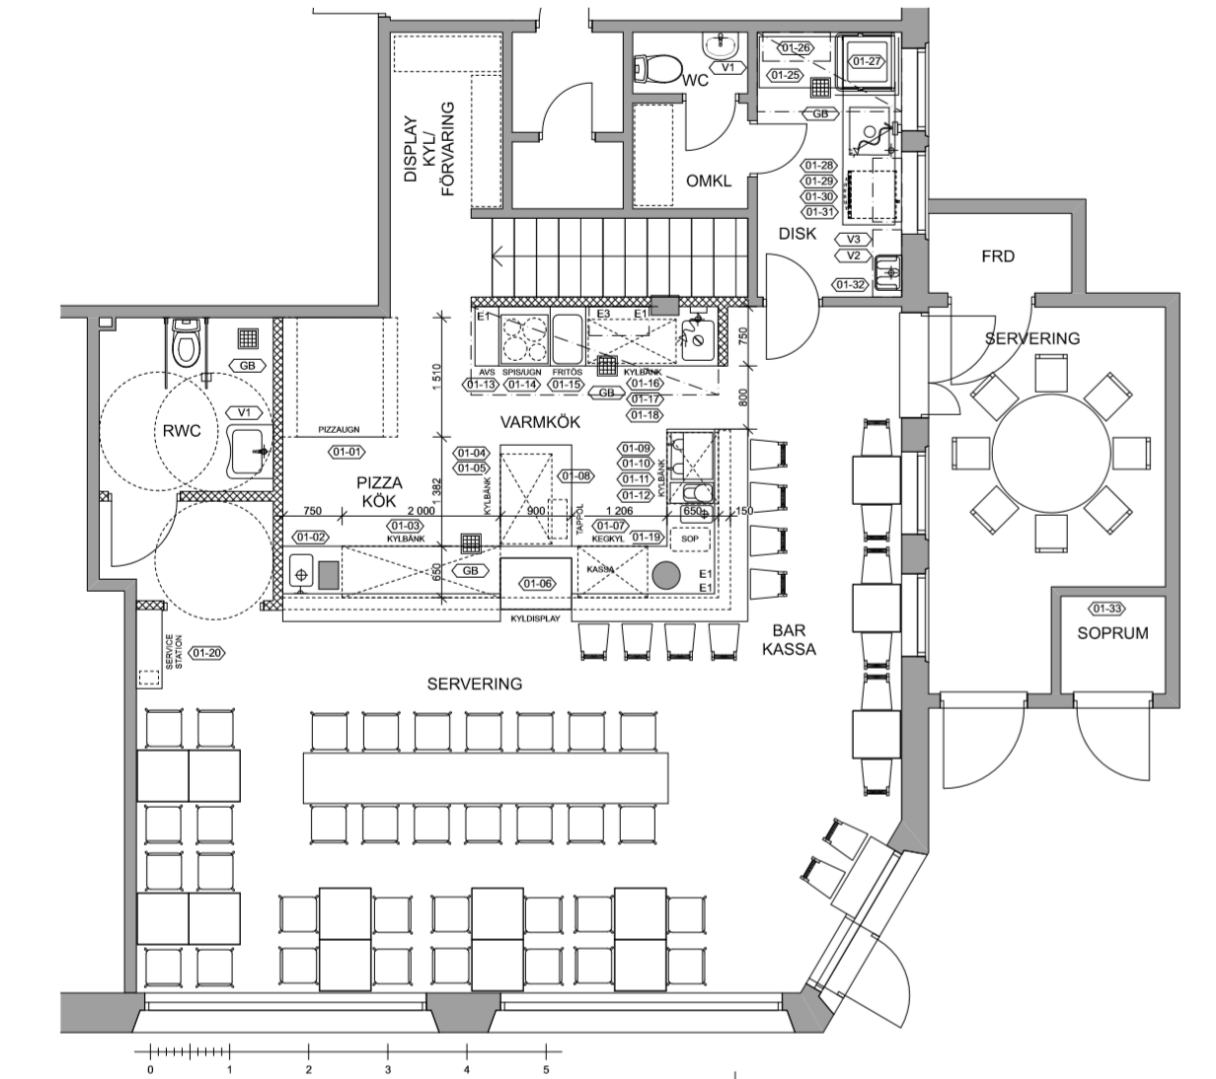 01-26
01-27
01-25
V1
WC
GB
DISPLAY
KYL/
FÖRVARING
OMKL
01-28
01-29
01-30
01-31
DISK
V3
V2
01-32
FRD
SERVERING
E1
E3
E1
750
AVS
SPIS/UGN
FRITÖS
KYLBÄNK
01-13
01-14
01-15
01-16
GB
01-17
01-18
800
GB
V1
RWC
1 510
PIZZAUGN
01-01
VARMKÖK
01-04
01-05
01-08
01-09
01-10
01-11
01-12
KYLBÄNK
KYLBÄNK
PIZZA
KÖK
1 382
TAPPÖL
750
2 000
900
1 206
650
150
01-03
KYLBÄNK
01-02
01-07
KEGKYL
01-19
SOP
GB
650
01-06
KASSA
E1
E1
KYLDISPLAY
BAR
KASSA
01-33
SOPRUM
SERVICE
STATION
01-20
SERVERING
0 1 2 3 4 5